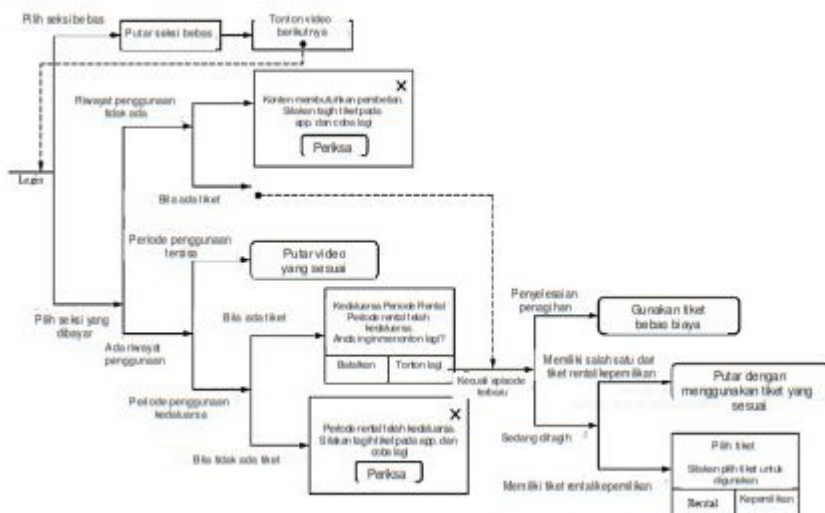 Pilih seksi bebas
Putar seksi bebas
Tonton video
berikutnya
Riwayat penggunaan
tidak ada
X
Konten membutuhkan pembelian.
Silakan tagih tiket pada
app. dan coba lagi
Periksa
Login
Bila ada tiket
Periode penggunaan
tersisa
Putar video
yang sesuai
Pilih seksi yang
dibayar
Ada riwayat
penggunaan
Bila ada tiket
Kedaluarsa Periode Rental
Periode rental telah
kedaluarsa.
Anda ingin menonton lagi?
Batalkan
Tonton lagi
Periode penggunaan
kedaluarsa
Bila tidak ada tiket
X
Periode rental telah kedaluarsa.
Silakan tagih tiket pada app. dan
coba lagi
Periksa
Kecuali episode
terbaru
Penyelesaian
penagihan
Gunakan tiket
bebas biaya
Memiliki salah satu dari
tiket rental/kepemilikan
Putar dengan
menggunakan tiket yang
sesuai
Sedang ditagih
Memiliki tiket rental/kepemilikan
Pilih tiket
Silakan pilih tiket untuk
digunakan.
Rental
Kepemilikan